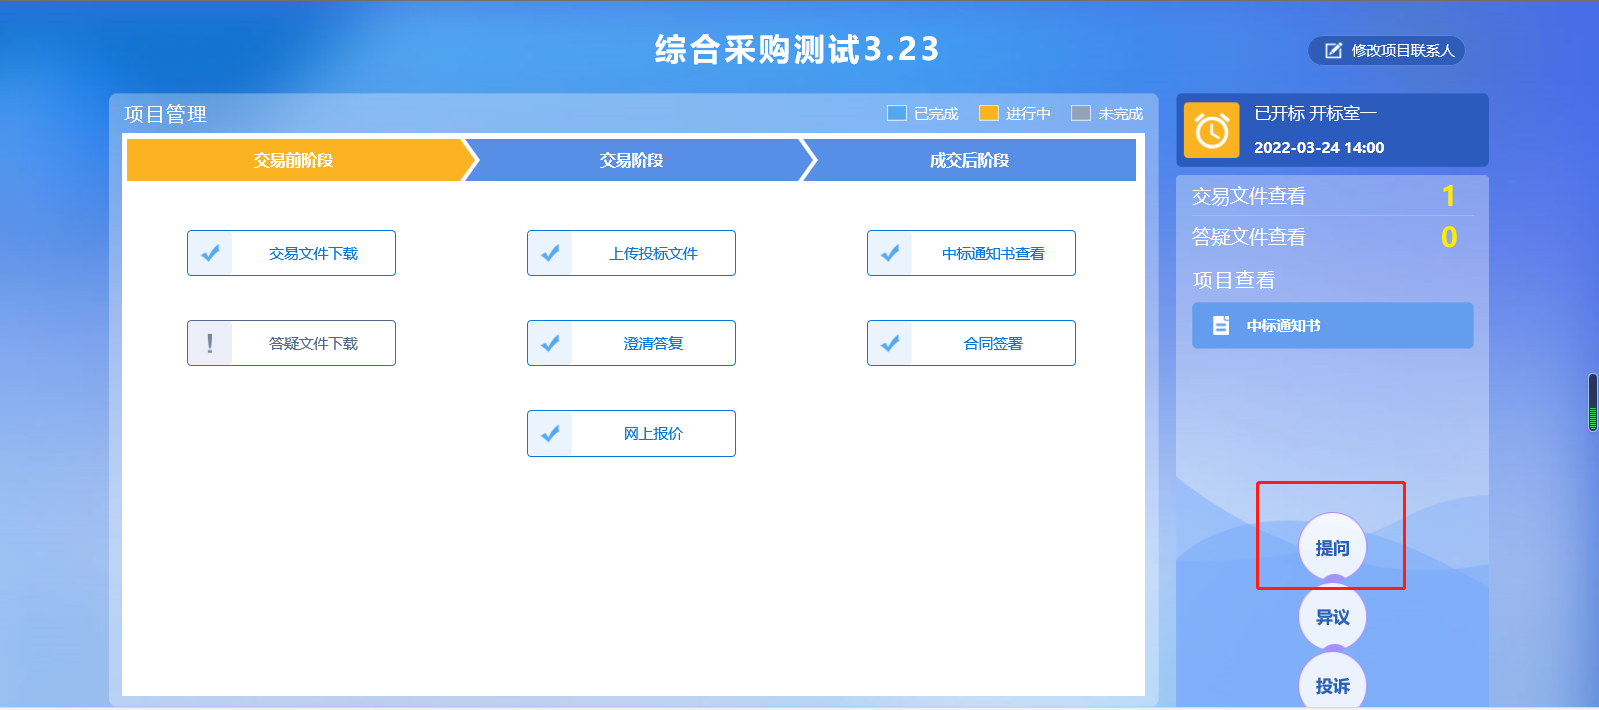 综合采购测试3.23
修改项目联系人
项目管理
已完成 进行中 未完成
交易前阶段 交易阶段 成交后阶段
交易文件下载 上传投标文件 中标通知书查看
答疑文件下载 澄清答复 合同签署
网上报价
已开标 开标室一
2022-03-24 14:00
交易文件查看 1
答疑文件查看 0
项目查看
中标通知书
提问
异议
投诉